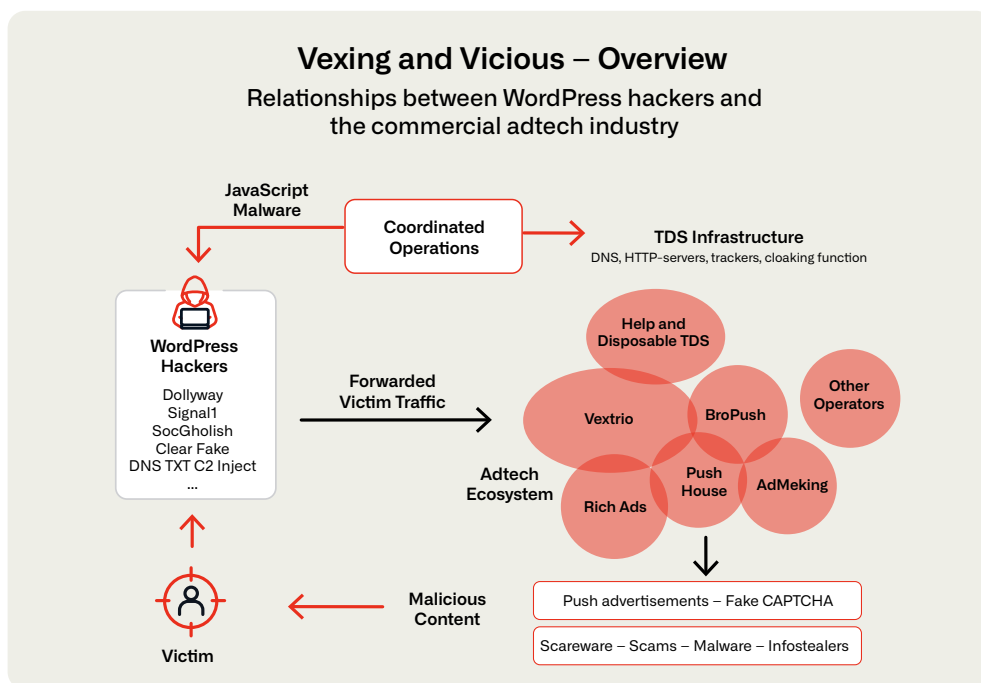 Vexing and Vicious – Overview
Relationships between WordPress hackers and
the commercial adtech industry
JavaScript
Malware
Coordinated
Operations
TDS Infrastructure
DNS, HTTP-servers, trackers, cloaking function
WordPress
Hackers
Dollyway
Signal1
SocGholish
Clear Fake
DNS TXT C2 Inject
...
Forwarded
Victim Traffic
Help and
Disposable TDS
Vextrio
BroPush
Other
Operators
Adtech
Ecosystem
Rich Ads
Push
House
AdMeking
Push advertisements – Fake CAPTCHA
Scareware – Scams – Malware – Infostealers
Malicious
Content
Victim